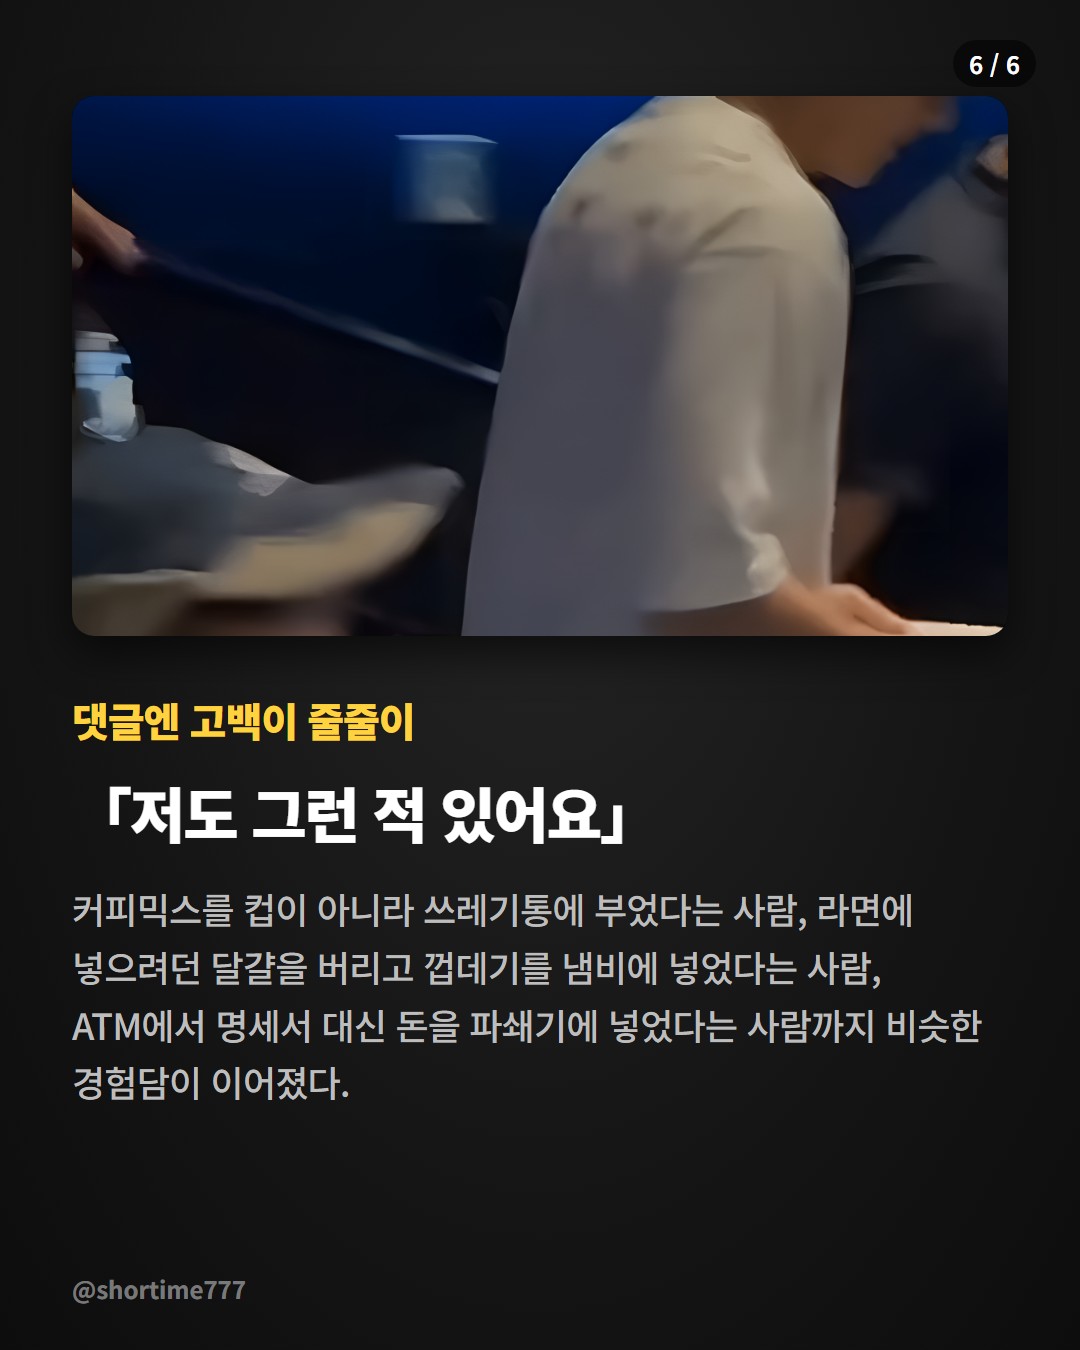 6 / 6
댓글엔 고백이 줄줄이
「저도 그런 적 있어요」
커피믹스를 컵이 아니라 쓰레기통에 부었다는 사람, 라면에
넣으려던 달걀을 버리고 껍데기를 냄비에 넣었다는 사람,
ATM에서 명세서 대신 돈을 파쇄기에 넣었다는 사람까지 비슷한
경험담이 이어졌다.
@shortime777